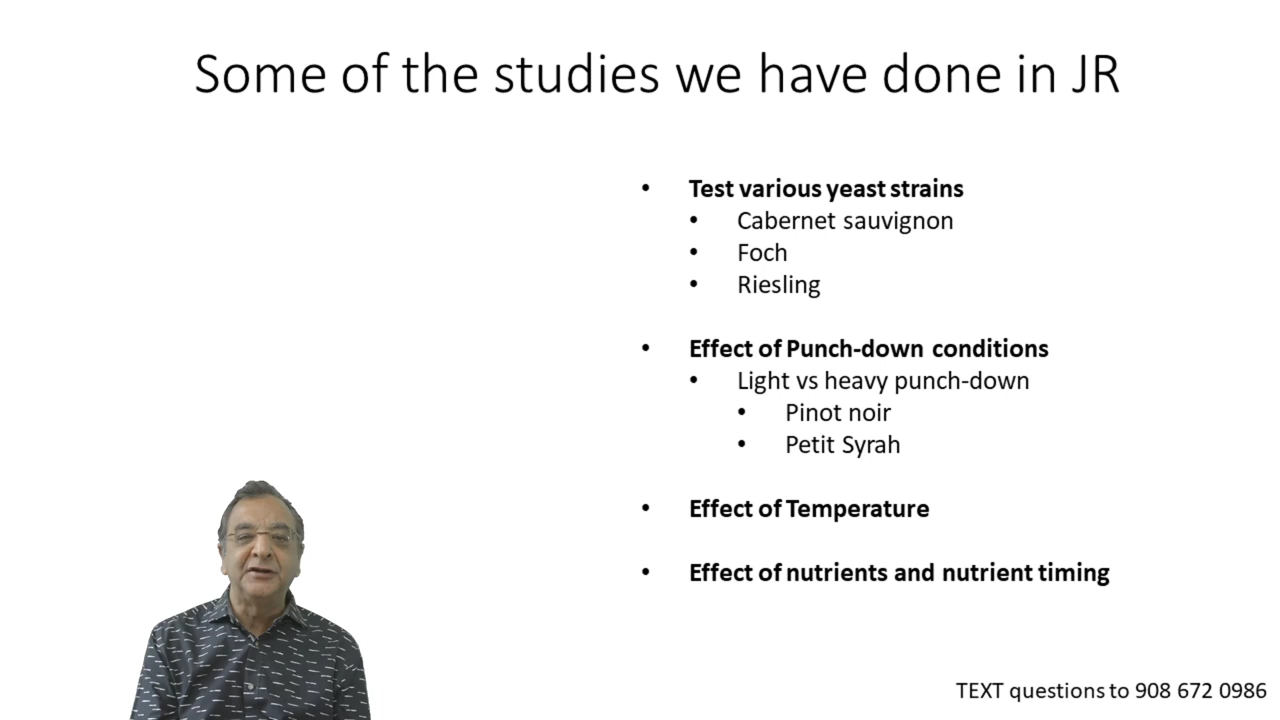 Some of the studies we have done in JR
• Test various yeast strains
• Cabernet sauvignon
• Foch
• Riesling
• Effect of Punch-down conditions
• Light vs heavy punch-down
• Pinot noir
• Petit Syrah
• Effect of Temperature
• Effect of nutrients and nutrient timing
TEXT questions to 908 672 0986